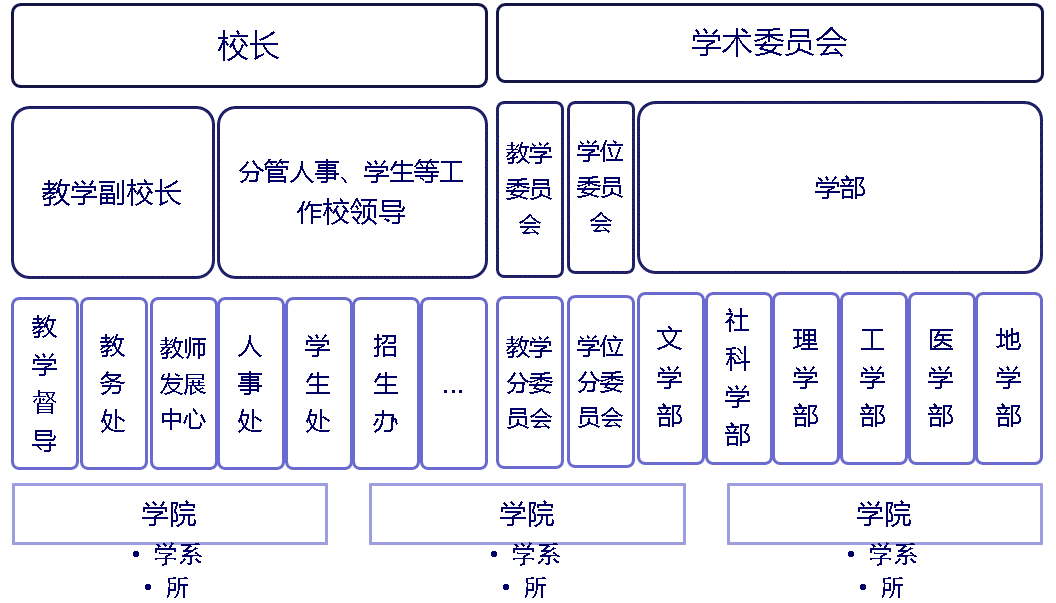 校长
学术委员会
教学副校长
分管人事、学生等工
作校领导
教学
委员
会
学位
委员
会
学部
教
学
督
导
教
务
处
教师
发展
中心
人
事
处
学
生
处
招
生
办
...
教学
分委
员会
学位
分委
员会
文
学
部
社
科
学
部
理
学
部
工
学
部
医
学
部
地
学
部
学院
• 学系
• 所
学院
• 学系
• 所
学院
• 学系
• 所